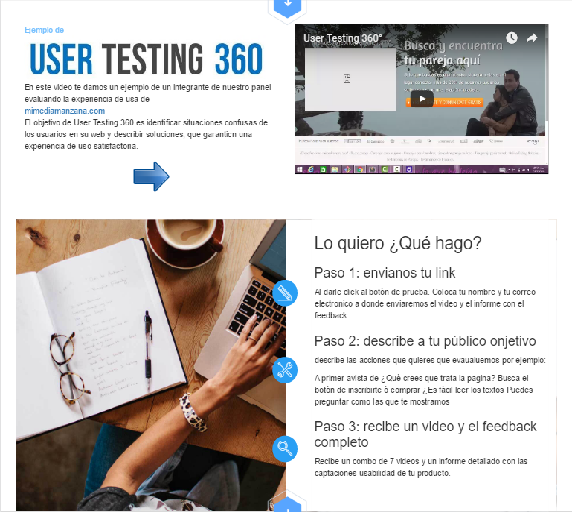 Ejemplo de
USER TESTING 360
En este video te damos un ejemplo de un integrante de nuestro panel
evaluando la experiencia de uso de
mimediamanzana.com
El objetivo de User Testing 360 es identificar situaciones confusas de
los usuarios en su web y describir soluciones, que garanticen una
experiencia de uso satisfactoria.
User Testing 360°
Busca y encuentra
tu pareja aquí
Lo quiero ¿Qué hago?
Paso 1: envianos tu link
Al darle click al botón de prueba. Coloca tu nombre y tu correo
electronico a donde enviaremos el video y el informe con el
feedback
Paso 2: describe a tu público onjetivo
describe las acciones que quieres que evaualuemos por ejemplo:
A primer avista de ¿Qué crees que trata la pagina? Busca el
botón de inscribirte ó comprar ¿Es facil leer los textos Puedes
preguntar como las que te mostramos
Paso 3: recibe un video y el feedback
completo
Recibe un combo de 7 videos y un informe detallado con las
captaciones usabilidad de tu producto.